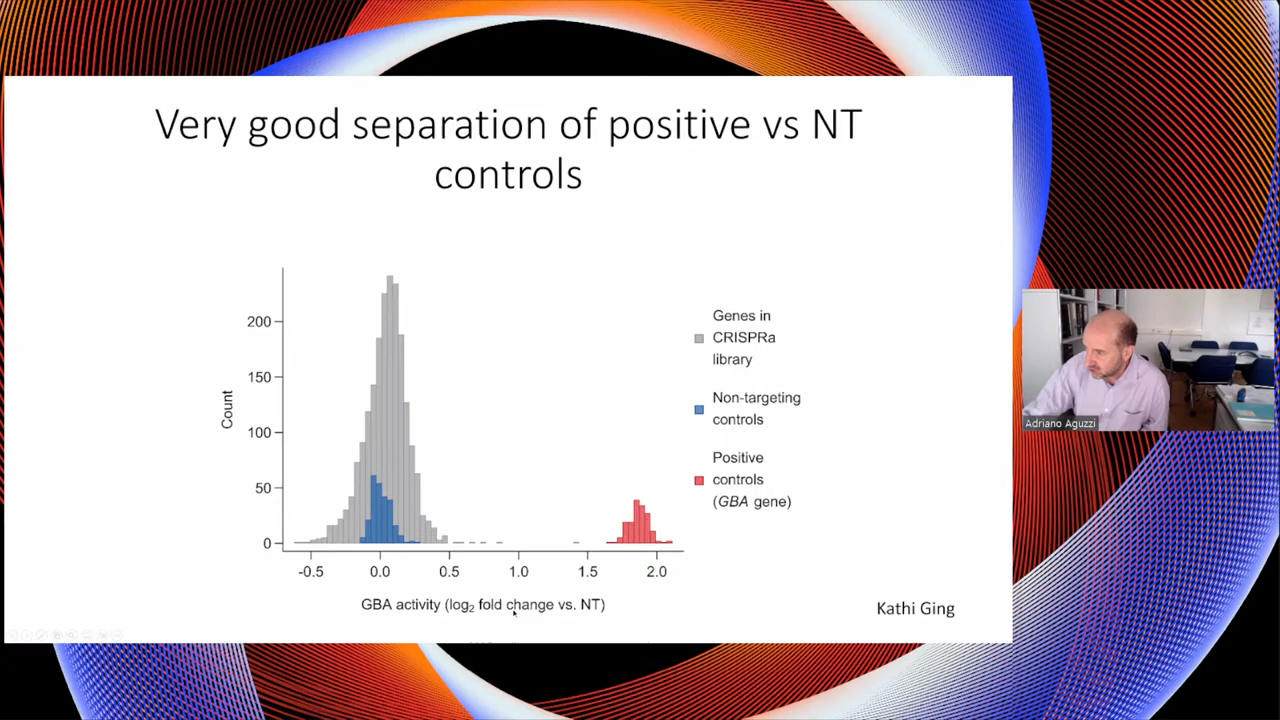 Very good separation of positive vs NT
controls
200
150
100
50
0
Count
-0.5 0.0 0.5 1.0 1.5 2.0
GBA activity (log₂ fold change vs. NT)
Genes in
CRISPRa
library
Non-targeting
controls
Positive
controls
(GBA gene)
Kathi Ging
Adriano Aguzzi